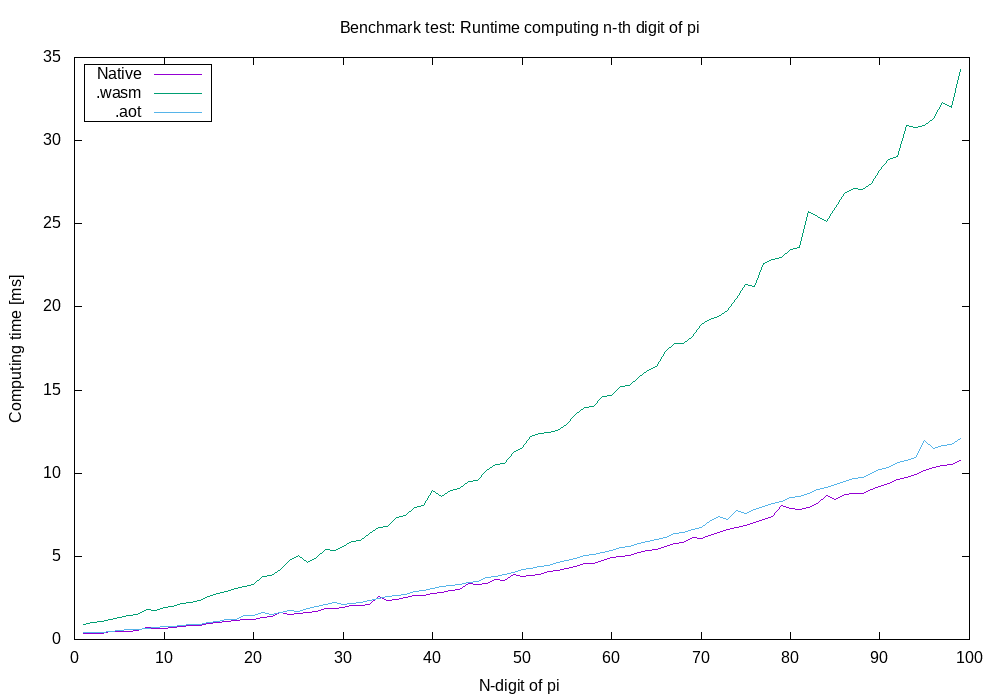 Benchmark test: Runtime computing n-th digit of pi
35
30
25
20
15
10
5
0
Computing time [ms]
Native
.wasm
.aot
0 10 20 30 40 50 60 70 80 90 100
N-digit of pi